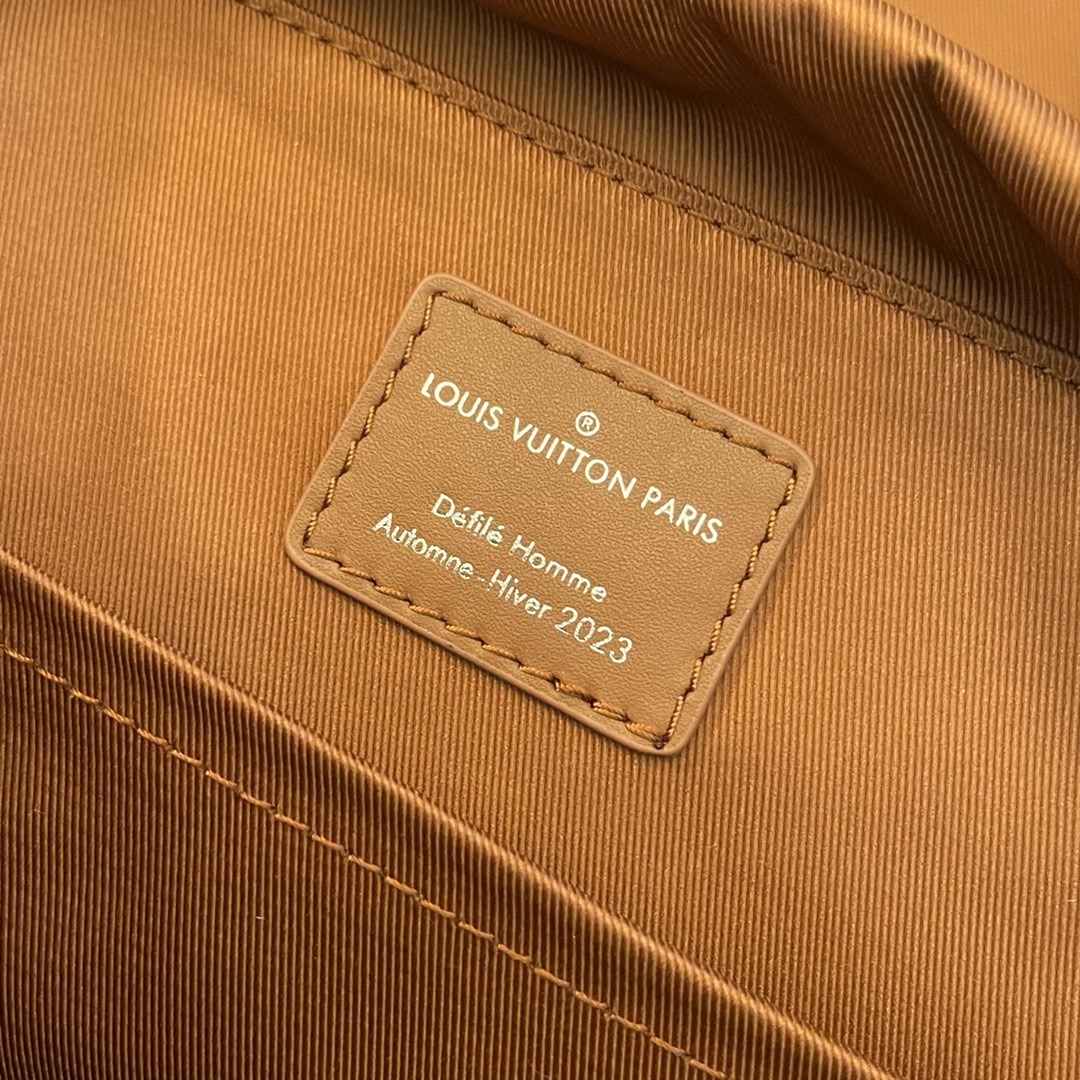 ®
LOUIS VUITTON PARIS
Défilé Homme
Automne-Hiver 2023